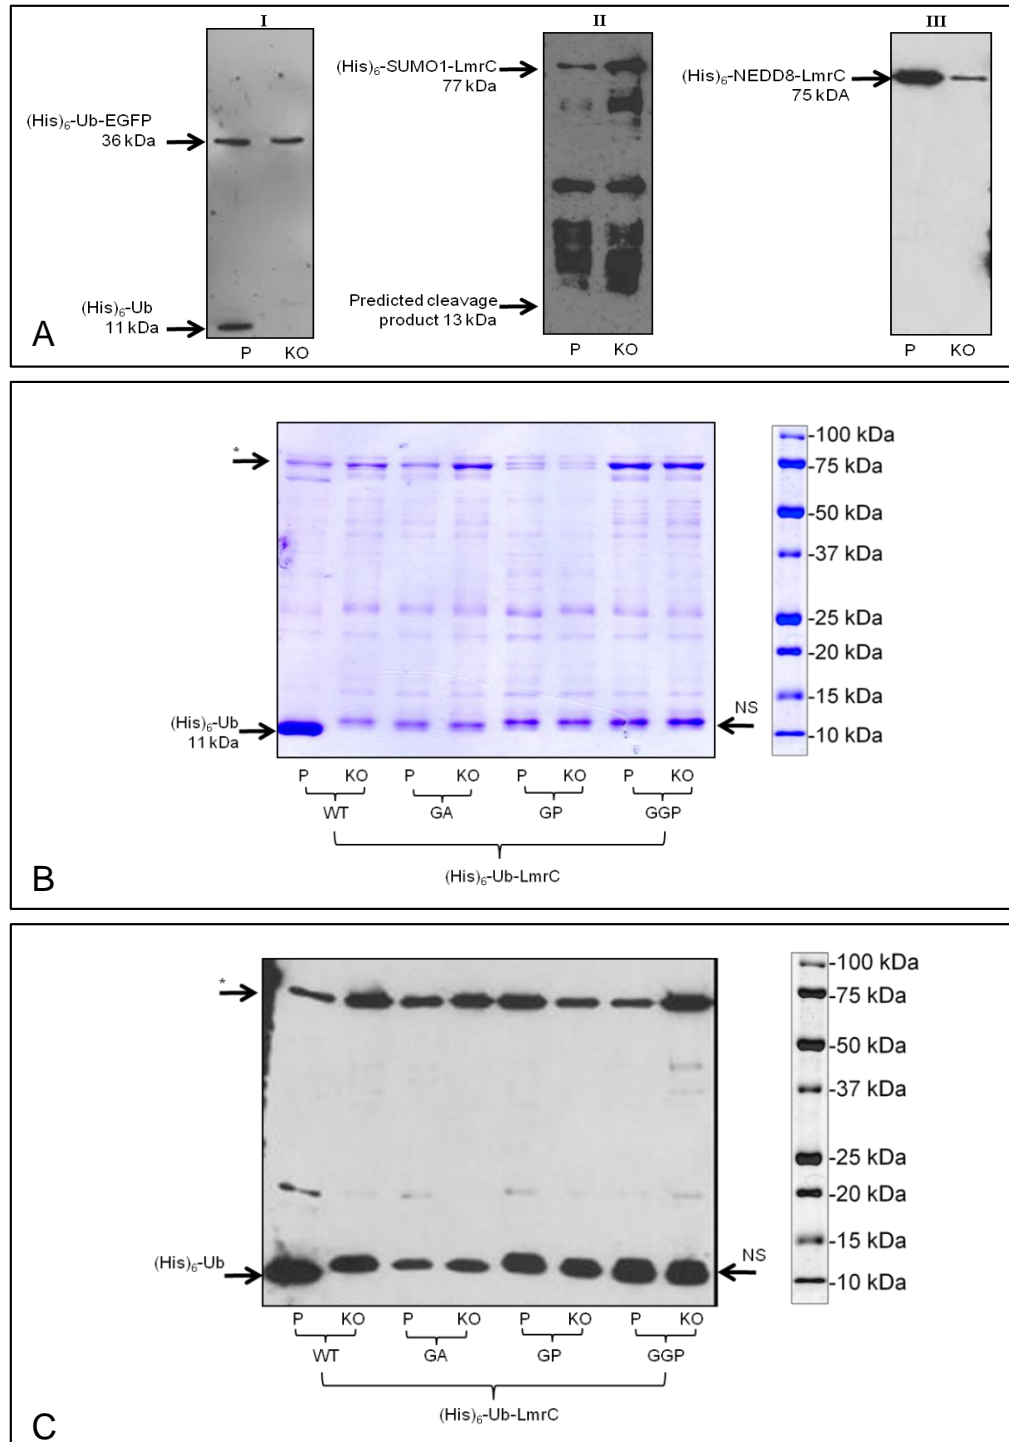 I
II
III
(His)₆-Ub-EGFP
36 kDa
(His)₆-Ub
11 kDa
P KO
(His)₆-SUMO1-LmrC
77 kDa
Predicted cleavage
product 13 kDa
P KO
(His)₆-NEDD8-LmrC
75 kDA
P KO
A
*
(His)₆-Ub
11 kDa
NS
-100 kDa
-75 kDa
-50 kDa
-37 kDa
-25 kDa
-20 kDa
-15 kDa
-10 kDa
P KO P KO P KO P KO
WT GA GP GGP
(His)₆-Ub-LmrC
B
*
(His)₆-Ub
NS
-100 kDa
-75 kDa
-50 kDa
-37 kDa
-25 kDa
-20 kDa
-15 kDa
-10 kDa
P KO P KO P KO P KO
WT GA GP GGP
(His)₆-Ub-LmrC
C